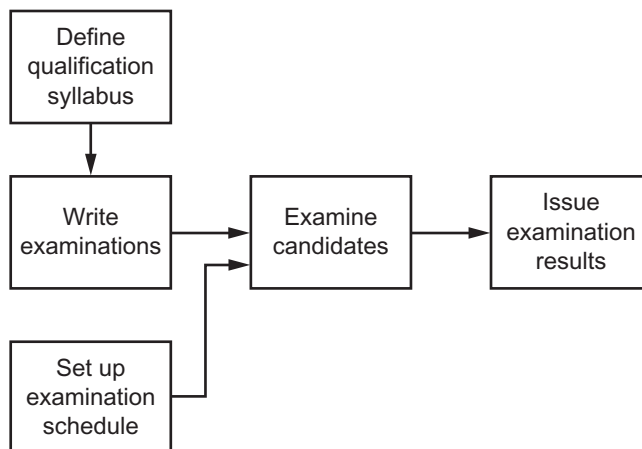 Define
qualification
syllabus
Write
examinations
Examine
candidates
Issue
examination
results
Set up
examination
schedule